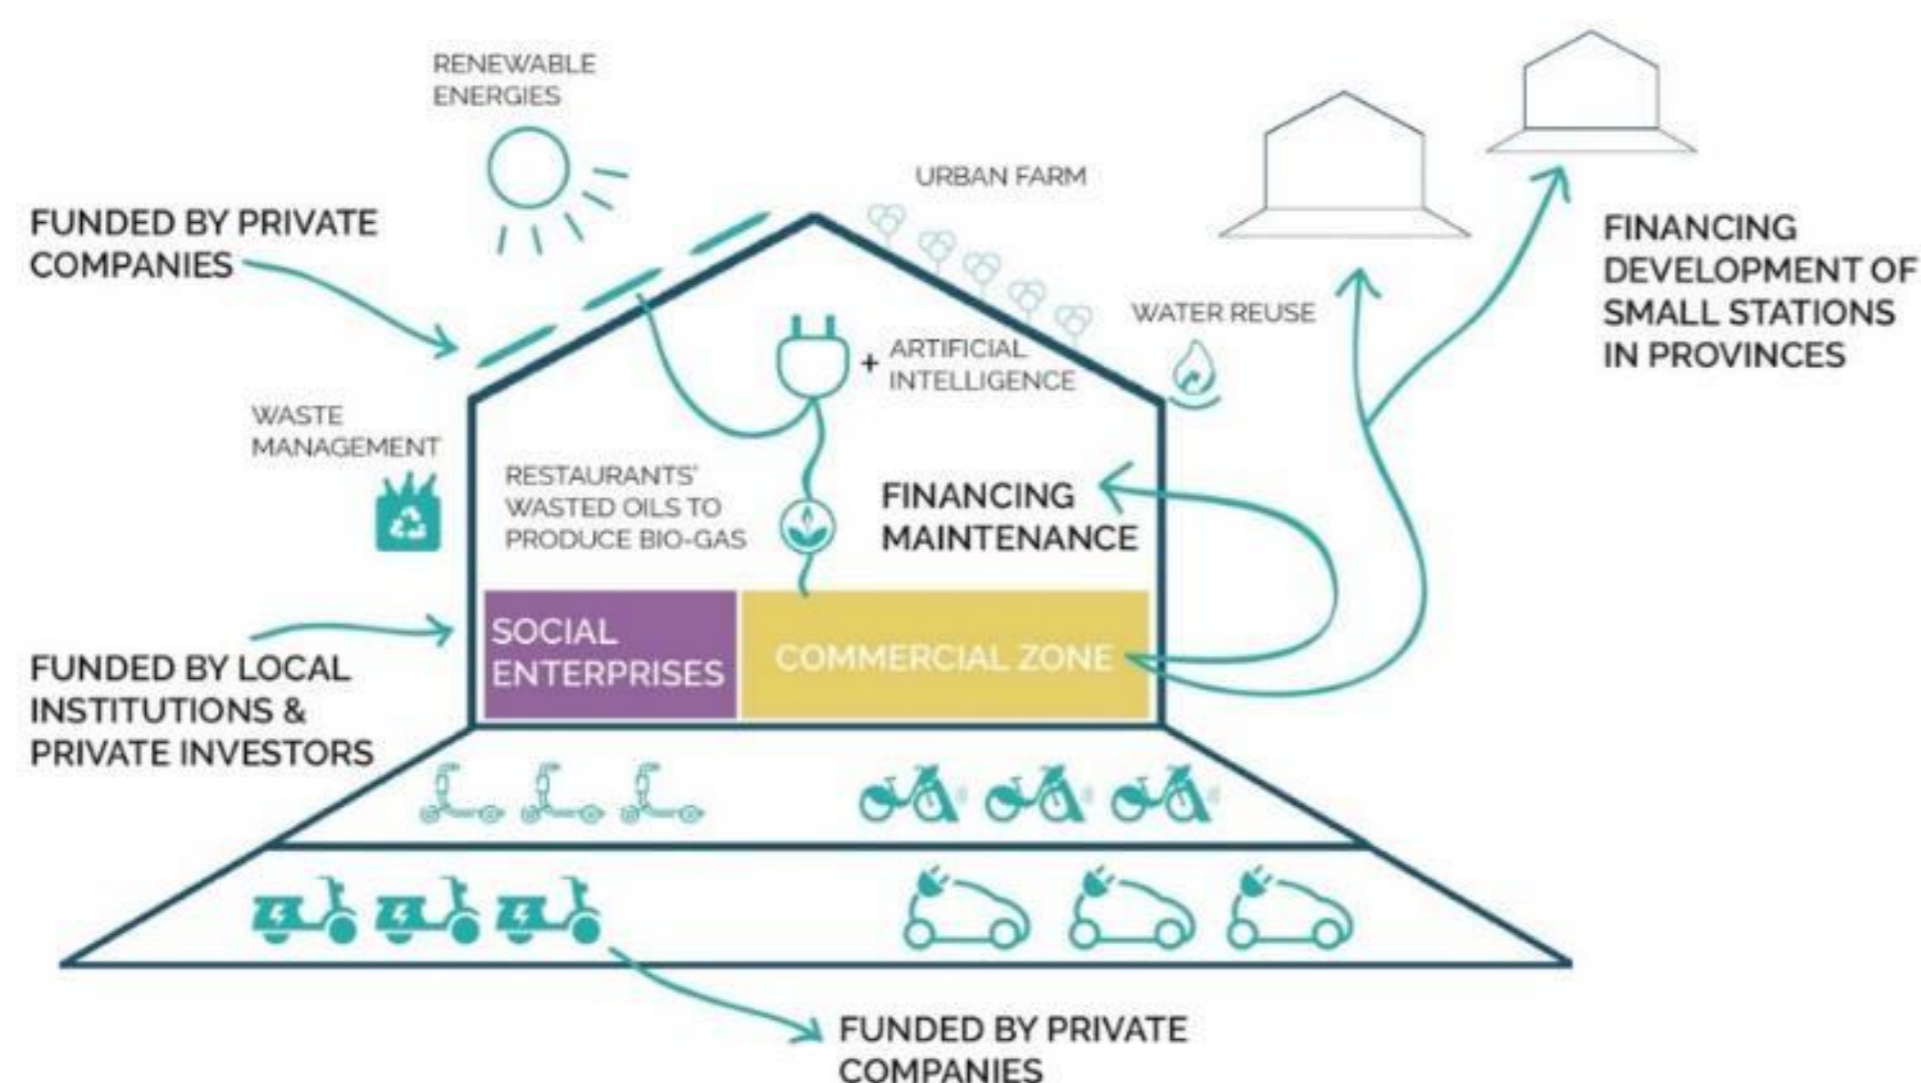 RENEWABLE
ENERGIES
URBAN FARM
FUNDED BY PRIVATE
COMPANIES
FINANCING
DEVELOPMENT OF
SMALL STATIONS
IN PROVINCES
WATER REUSE
+ ARTIFICIAL
INTELLIGENCE
WASTE
MANAGEMENT
RESTAURANTS'
WASTED OILS TO
PRODUCE BIO-GAS
FINANCING
MAINTENANCE
SOCIAL
ENTERPRISES
COMMERCIAL ZONE
FUNDED BY LOCAL
INSTITUTIONS &
PRIVATE INVESTORS
FUNDED BY PRIVATE
COMPANIES